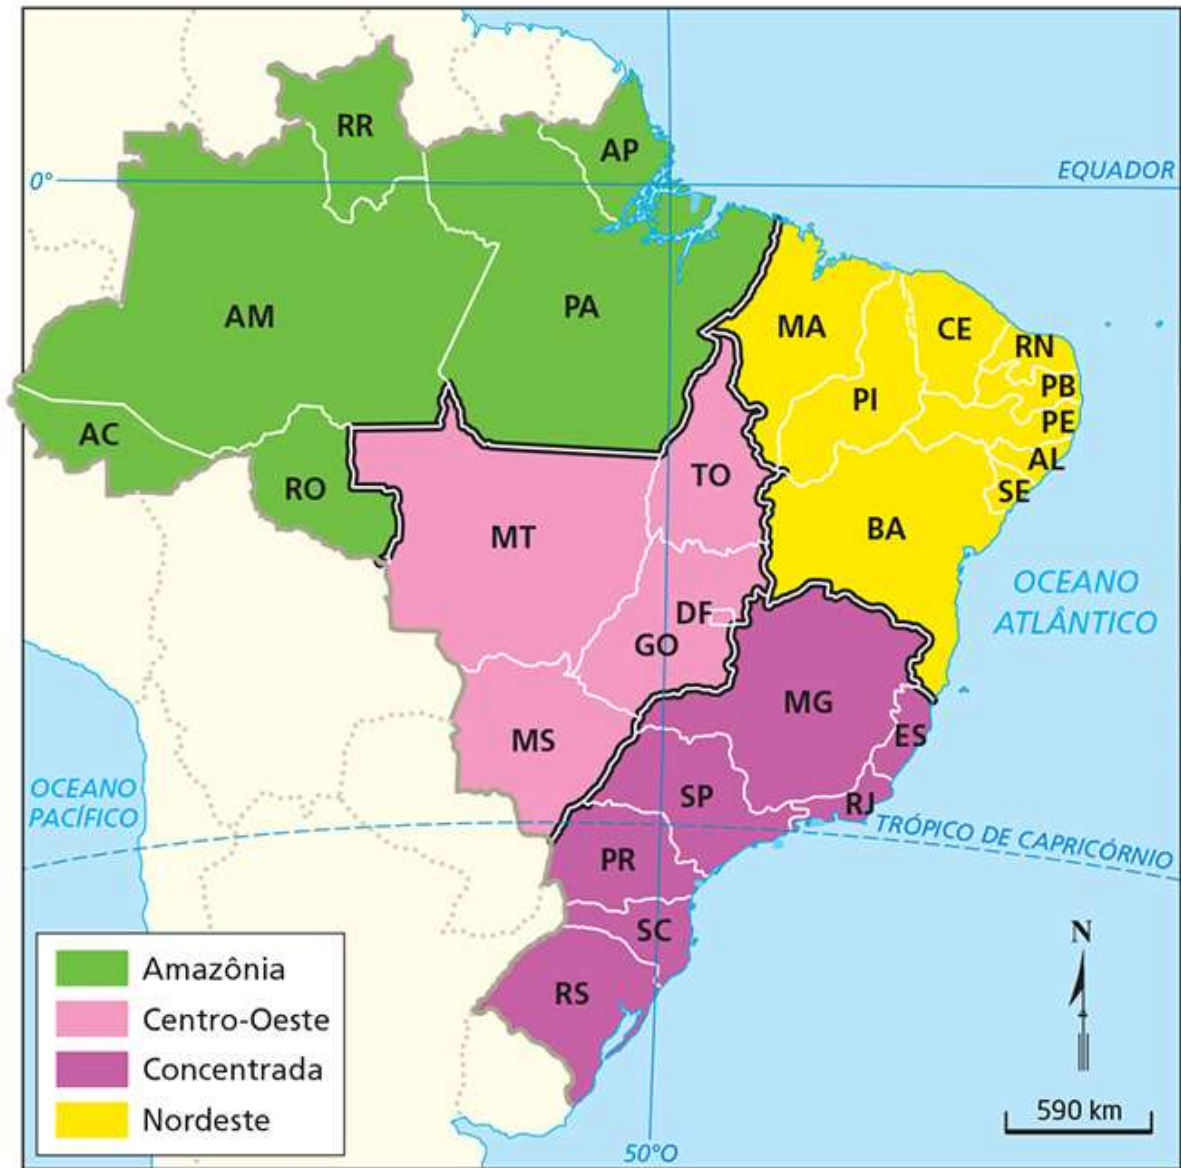 RR
AP
0°
EQUADOR
AM
PA
MA
CE
RN
PB
PI
PE
AC
AL
TO
SE
RO
BA
MT
OCEANO
ATLÂNTICO
DF
GO
MG
ES
MS
OCEANO
PACÍFICO
SP
RJ
TRÓPICO DE CAPRICÓRNIO
PR
SC
RS
N
Amazônia
Centro-Oeste
Concentrada
Nordeste
590 km
50°O